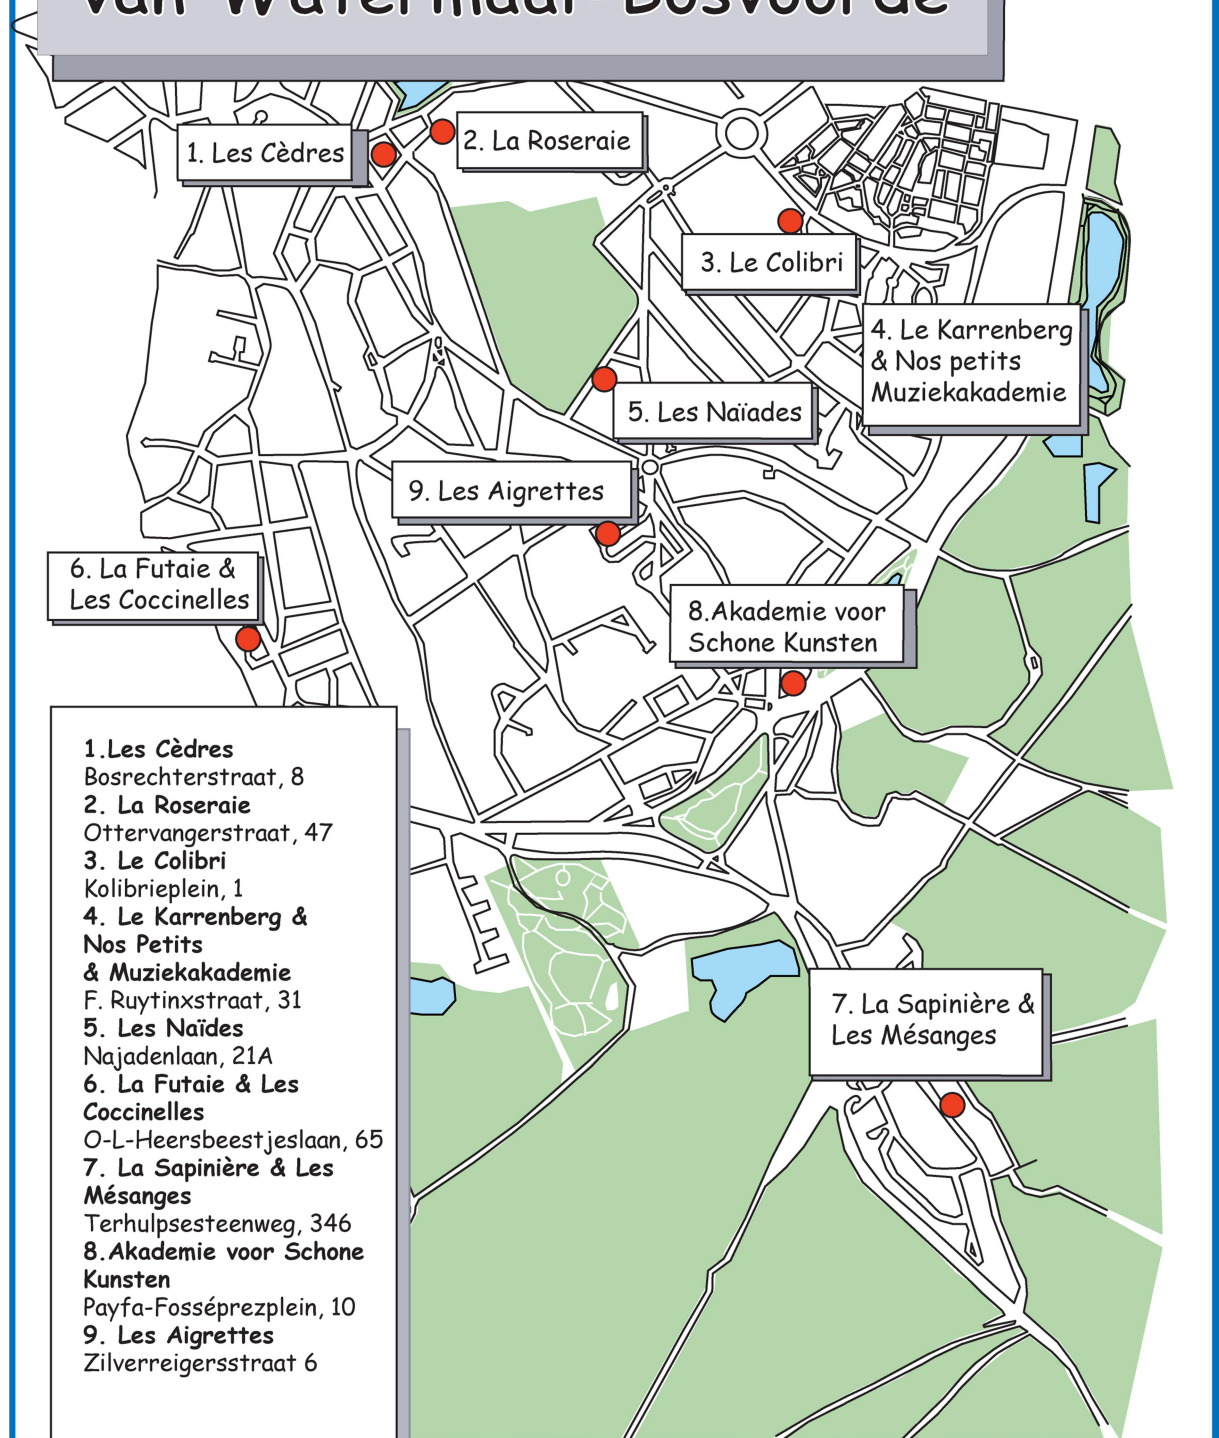 van Watermaal-Bosvoorde
1. Les Cèdres
2. La Roseraie
3. Le Colibri
4. Le Karrenberg
& Nos petits
Muziekakademie
5. Les Naïades
9. Les Aigrettes
6. La Futaie &
Les Coccinelles
8.Akademie voor
Schone Kunsten
7. La Sapinière &
Les Mésanges
1.Les Cèdres
Bosrechterstraat, 8
2. La Roseraie
Ottervangerstraat, 47
3. Le Colibri
Kolibrieplein, 1
4. Le Karrenberg &
Nos Petits
& Muziekakademie
F. Ruytinxstraat, 31
5. Les Naïdes
Najadenlaan, 21A
6. La Futaie & Les
Coccinelles
O-L-Heersbeestjeslaan, 65
7. La Sapinière & Les
Mésanges
Terhulpsesteenweg, 346
8.Akademie voor Schone
Kunsten
Payfa-Fosséprezplein, 10
9. Les Aigrettes
Zilverreigersstraat 6